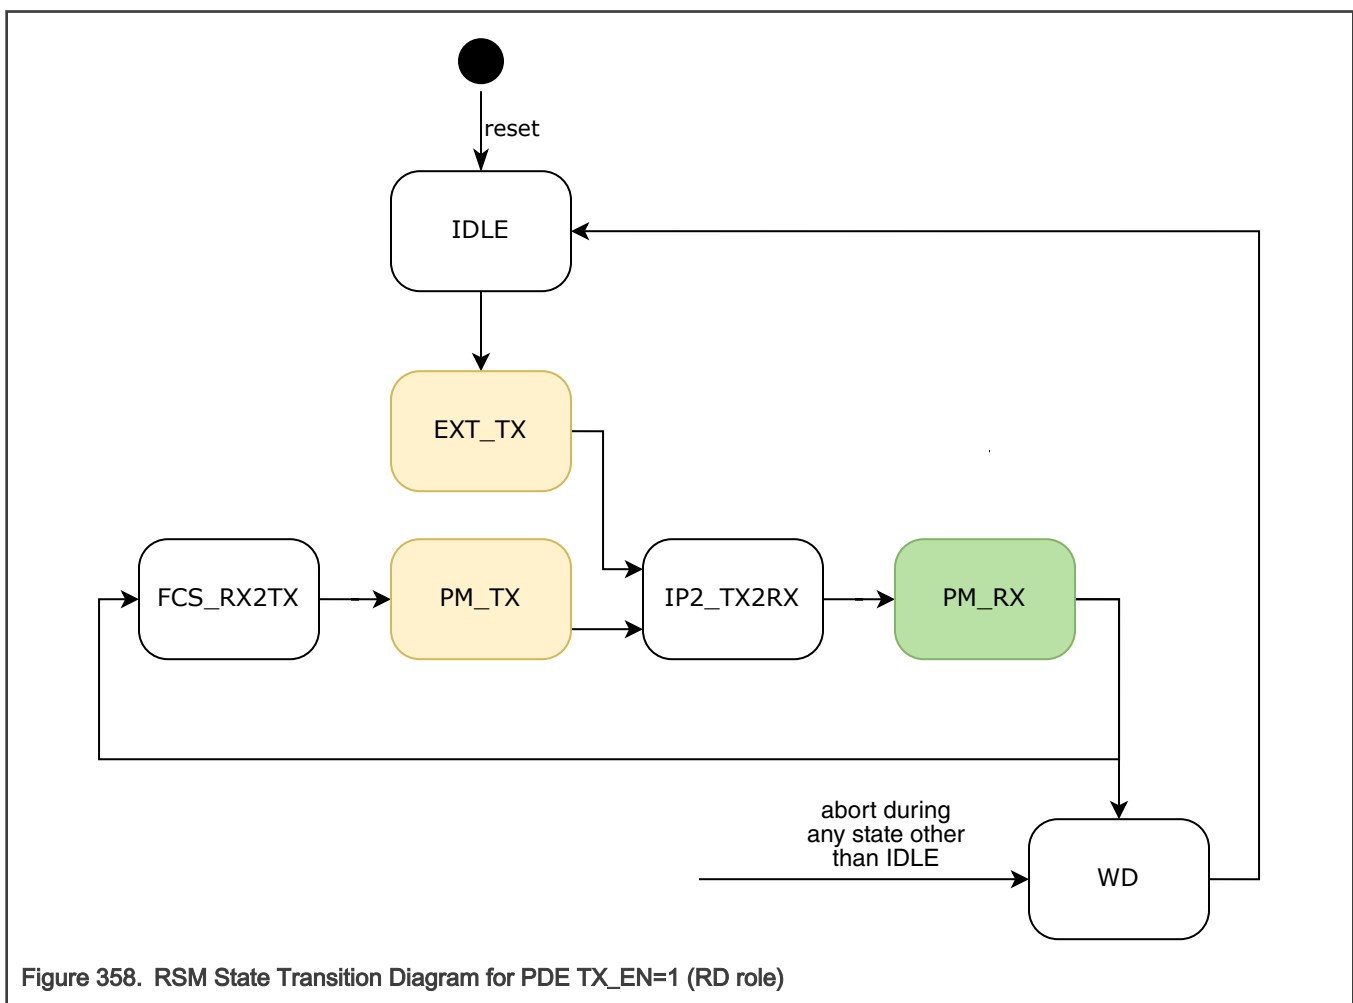 reset
IDLE
EXT_TX
FCS_RX2TX
PM_TX
IP2_TX2RX
PM_RX
abort during
any state other
than IDLE
WD
Figure 358. RSM State Transition Diagram for PDE TX_EN=1 (RD role)